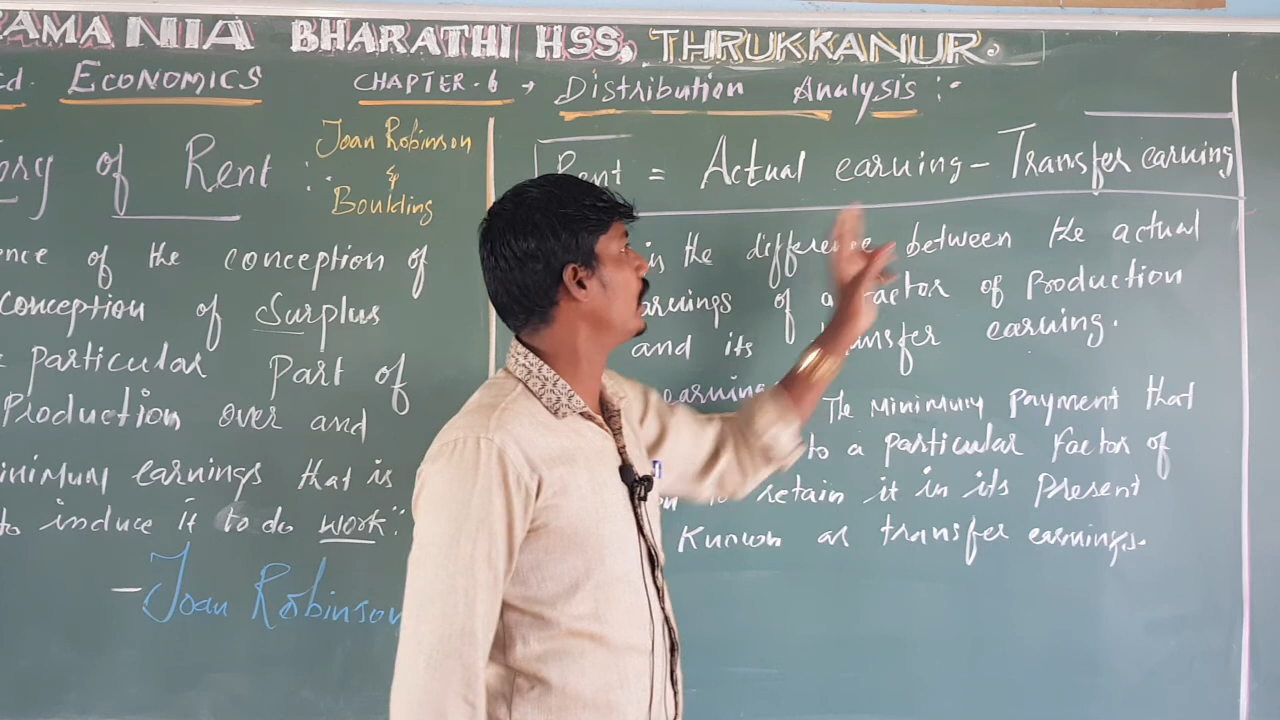 AMA NIA BHARATHI HSS, THRUKKANUR.
ECONOMICS CHAPTER.6 → Distribution Analysis :-
of Rent :
Joan Robinson
&
Boulding
ence of the conception of
conception of Surplus
particular Part of
Production over and
inimum earnings that is
to induce it to do work".
- Joan Robinson
Rent = Actual earning - Transfer earning
is the difference between the actual
arnings of a factor of Production
and its transfer earning.
earning The Minimum payment that
to a particular factor of
to retain it in its Present
Known as transfer earnings.